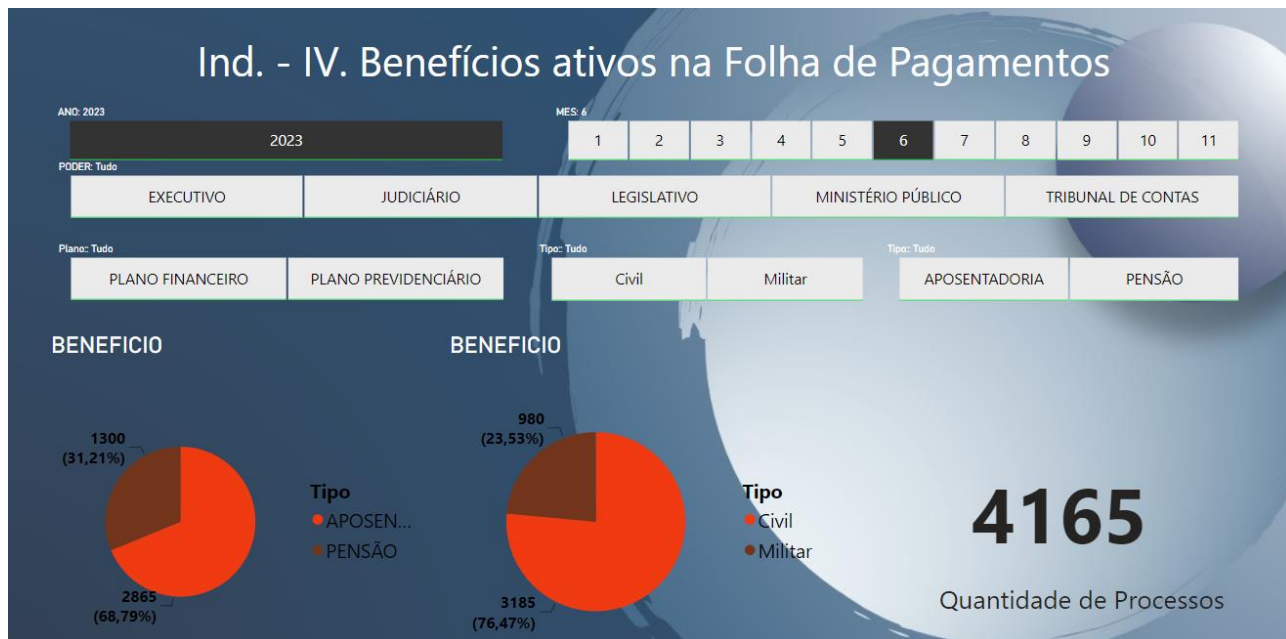 Ind. - IV. Benefícios ativos na Folha de Pagamentos
ANO: 2023
MES: 6
2023
1 2 3 4 5 6 7 8 9 10 11
PODER: Tudo
EXECUTIVO JUDICIÁRIO LEGISLATIVO MINISTÉRIO PÚBLICO TRIBUNAL DE CONTAS
Plano:: Tudo
Tipo:: Tudo
Tipo:: Tudo
PLANO FINANCEIRO PLANO PREVIDENCIÁRIO
Civil Militar
APOSENTADORIA PENSÃO
BENEFICIO
1300
(31,21%)
Tipo
APOSEN...
PENSÃO
2865
(68,79%)
BENEFICIO
980
(23,53%)
Tipo
Civil
Militar
3185
(76,47%)
4165
Quantidade de Processos